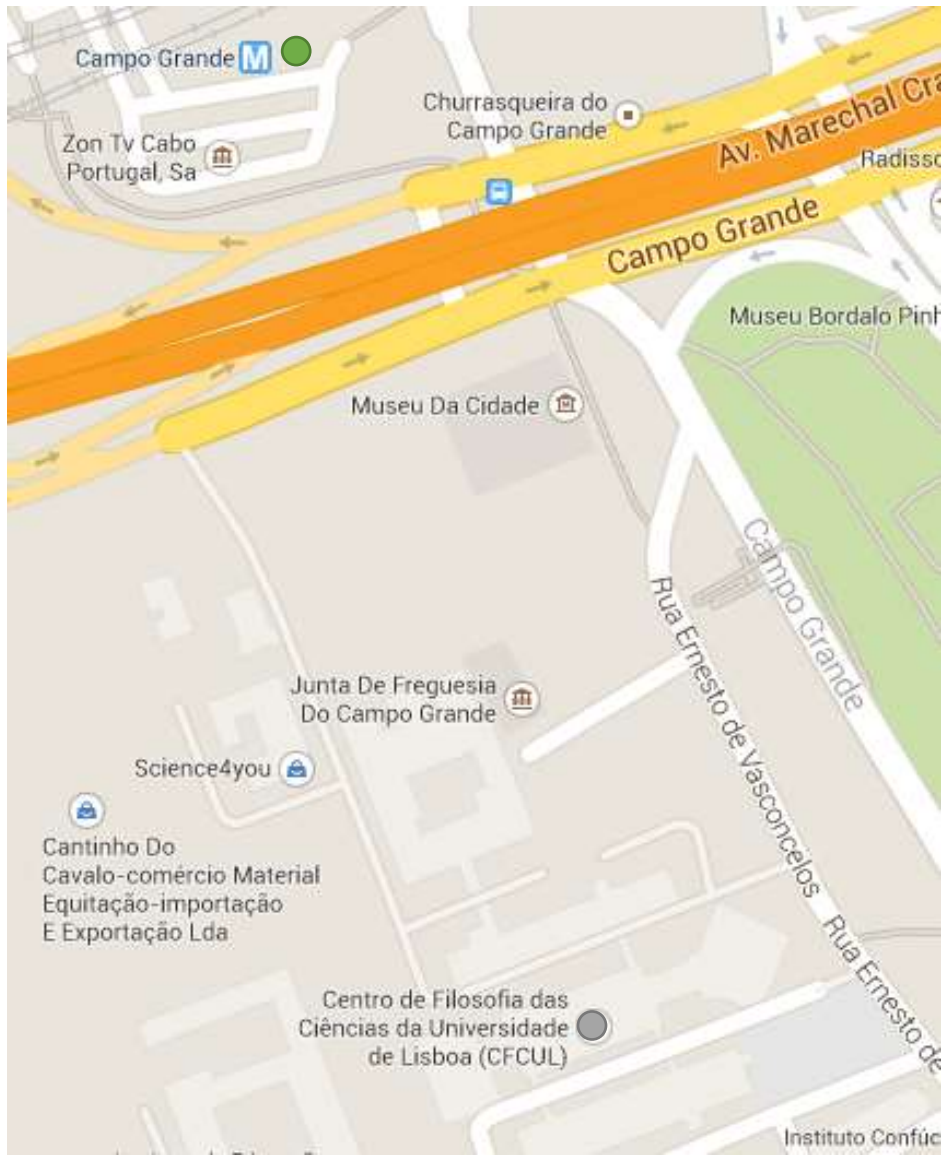 Campo Grande M
Churrasqueira do
Campo Grande
Av. Marechal Cra
Zon Tv Cabo
Portugal, Sa
Radisso
Campo Grande
Museu Bordalo Pinh
Museu Da Cidade
Campo Grande
Rua Ernesto de Vasconcelos
Junta De Freguesia
Do Campo Grande
Science4you
Cantinho Do
Cavalo-comércio Material
Equitação-importação
E Exportação Lda
Rua Ernesto de
Centro de Filosofia das
Ciências da Universidade
de Lisboa (CFCUL)
Instituto Confúc